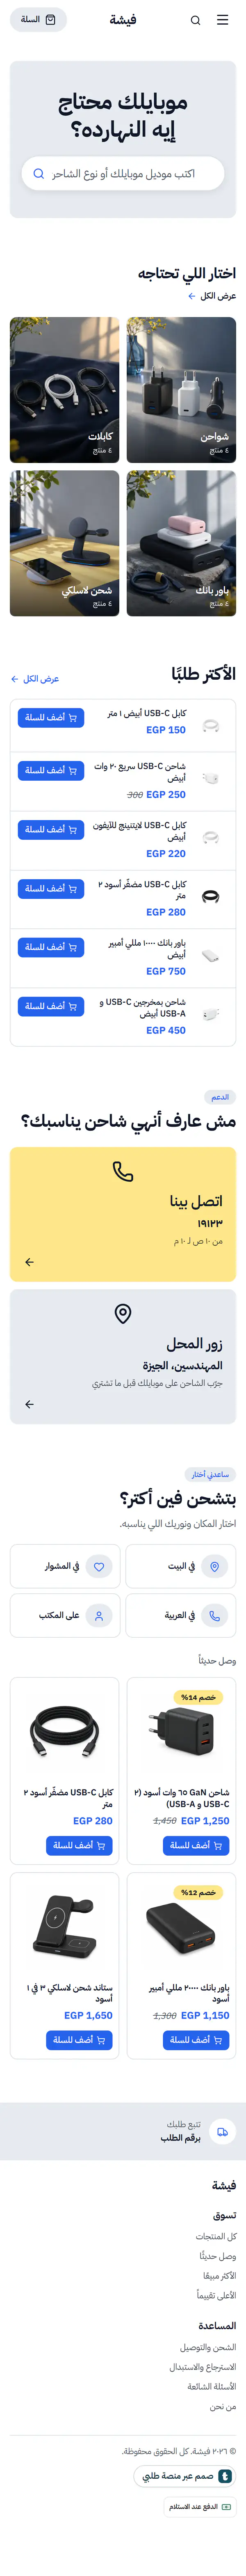 فيشة
السلة
موبايلك محتاج
إيه النهارده؟
اكتب موديل موبايلك أو نوع الشاحن
اختار اللي تحتاجه
عرض الكل
شواحن
٤ منتج
كابلات
٤ منتج
باور بانك
٤ منتج
شحن لاسلكي
٤ منتج
الأكثر طلبًا
عرض الكل
كابل USB-C أبيض ١ متر
EGP 150
أضف للسلة
شاحن USB-C سريع ٢٠ وات
أبيض
EGP 250 300
أضف للسلة
كابل USB-C لايتنينج للآيفون
أبيض
EGP 220
أضف للسلة
كابل USB-C مضفّر أسود ٢
متر
EGP 280
أضف للسلة
باور بانك ١٠٠٠٠ مللي أمبير
أبيض
EGP 750
أضف للسلة
شاحن بمخرجين USB-C و
USB-A أبيض
EGP 450
أضف للسلة
الدعم
مش عارف أنهي شاحن يناسبك؟
اتصل بينا
١٩١٢٣
من ١٠ ص لـ ١٠ م
زور المحل
المهندسين، الجيزة
جرّب الشاحن على موبايلك قبل ما تشتري
ساعدني أختار
بتشحن فين أكتر؟
اختار المكان ونوريك اللي يناسبه.
في البيت
في المشوار
في العربية
على المكتب
وصل حديثاً
خصم 14%
شاحن GaN ٦٥ وات أسود (٢
USB-C و USB-A)
EGP 1,250 1,450
أضف للسلة
كابل USB-C مضفّر أسود ٢
متر
EGP 280
أضف للسلة
خصم 12%
باور بانك ٢٠٠٠٠ مللي أمبير
أسود
EGP 1,150 1,300
أضف للسلة
ستاند شحن لاسلكي ٣ في ١
أسود
EGP 1,650
أضف للسلة
تتبع طلبك
برقم الطلب
فيشة
تسوق
كل المنتجات
وصل حديثًا
الأكثر مبيعًا
الأعلى تقييماً
المساعدة
الشحن والتوصيل
الاسترجاع والاستبدال
الأسئلة الشائعة
من نحن
© ٢٠٢٦ فيشة. كل الحقوق محفوظة.
صمم عبر منصة طلبي
الدفع عند الاستلام